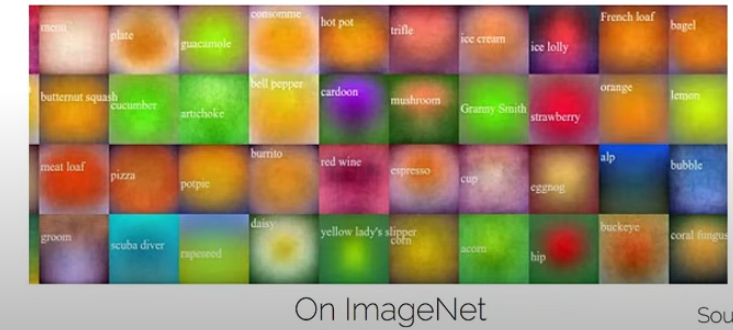 menu
plate
guacamole
consomme
hot pot
trifle
ice cream
ice lolly
French loaf
bagel
butternut squash
cucumber
artichoke
bell pepper
cardoon
mushroom
Granny Smith
strawberry
orange
lemon
meat loaf
pizza
potpie
burrito
red wine
espresso
cup
eggnog
alp
bubble
groom
scuba diver
rapeseed
daisy
yellow lady's slipper
corn
acorn
hip
buckeye
coral fungus
On ImageNet
Sou